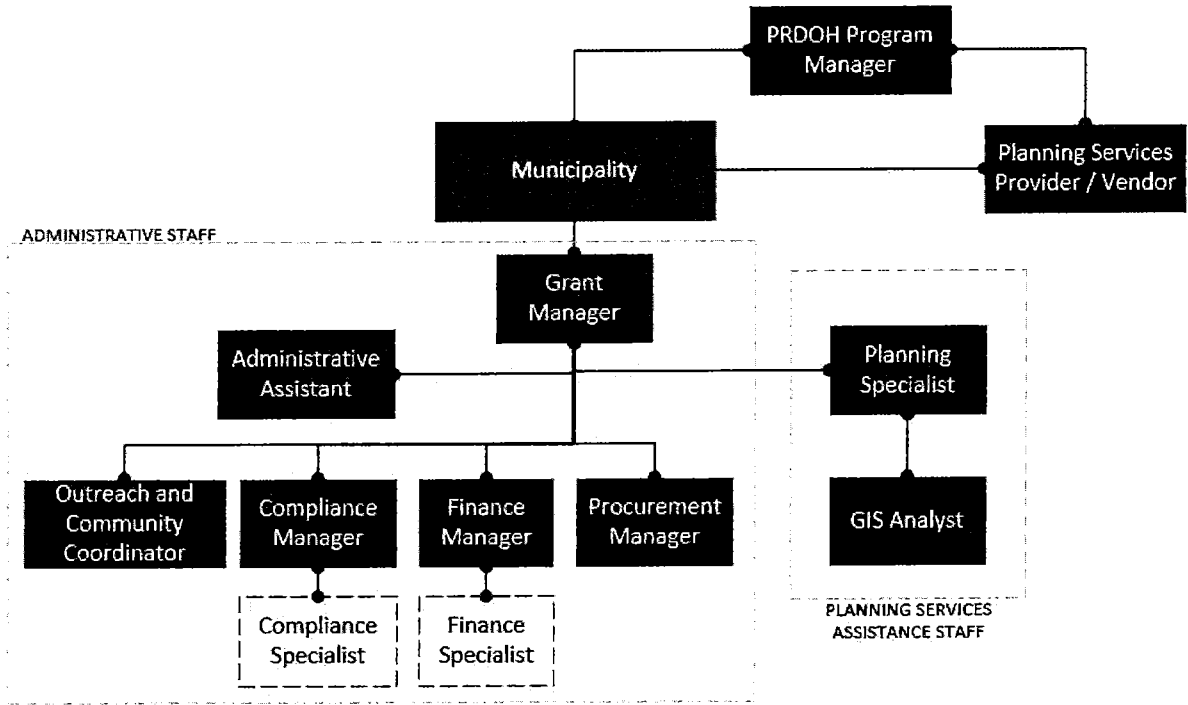 PRDOH Program
Manager
Municipality
Planning Services
Provider / Vendor
ADMINISTRATIVE STAFF
Grant
Manager
Administrative
Assistant
Planning
Specialist
Outreach and
Community
Coordinator
Compliance
Manager
Finance
Manager
Procurement
Manager
GIS Analyst
Compliance
Specialist
Finance
Specialist
PLANNING SERVICES
ASSISTANCE STAFF